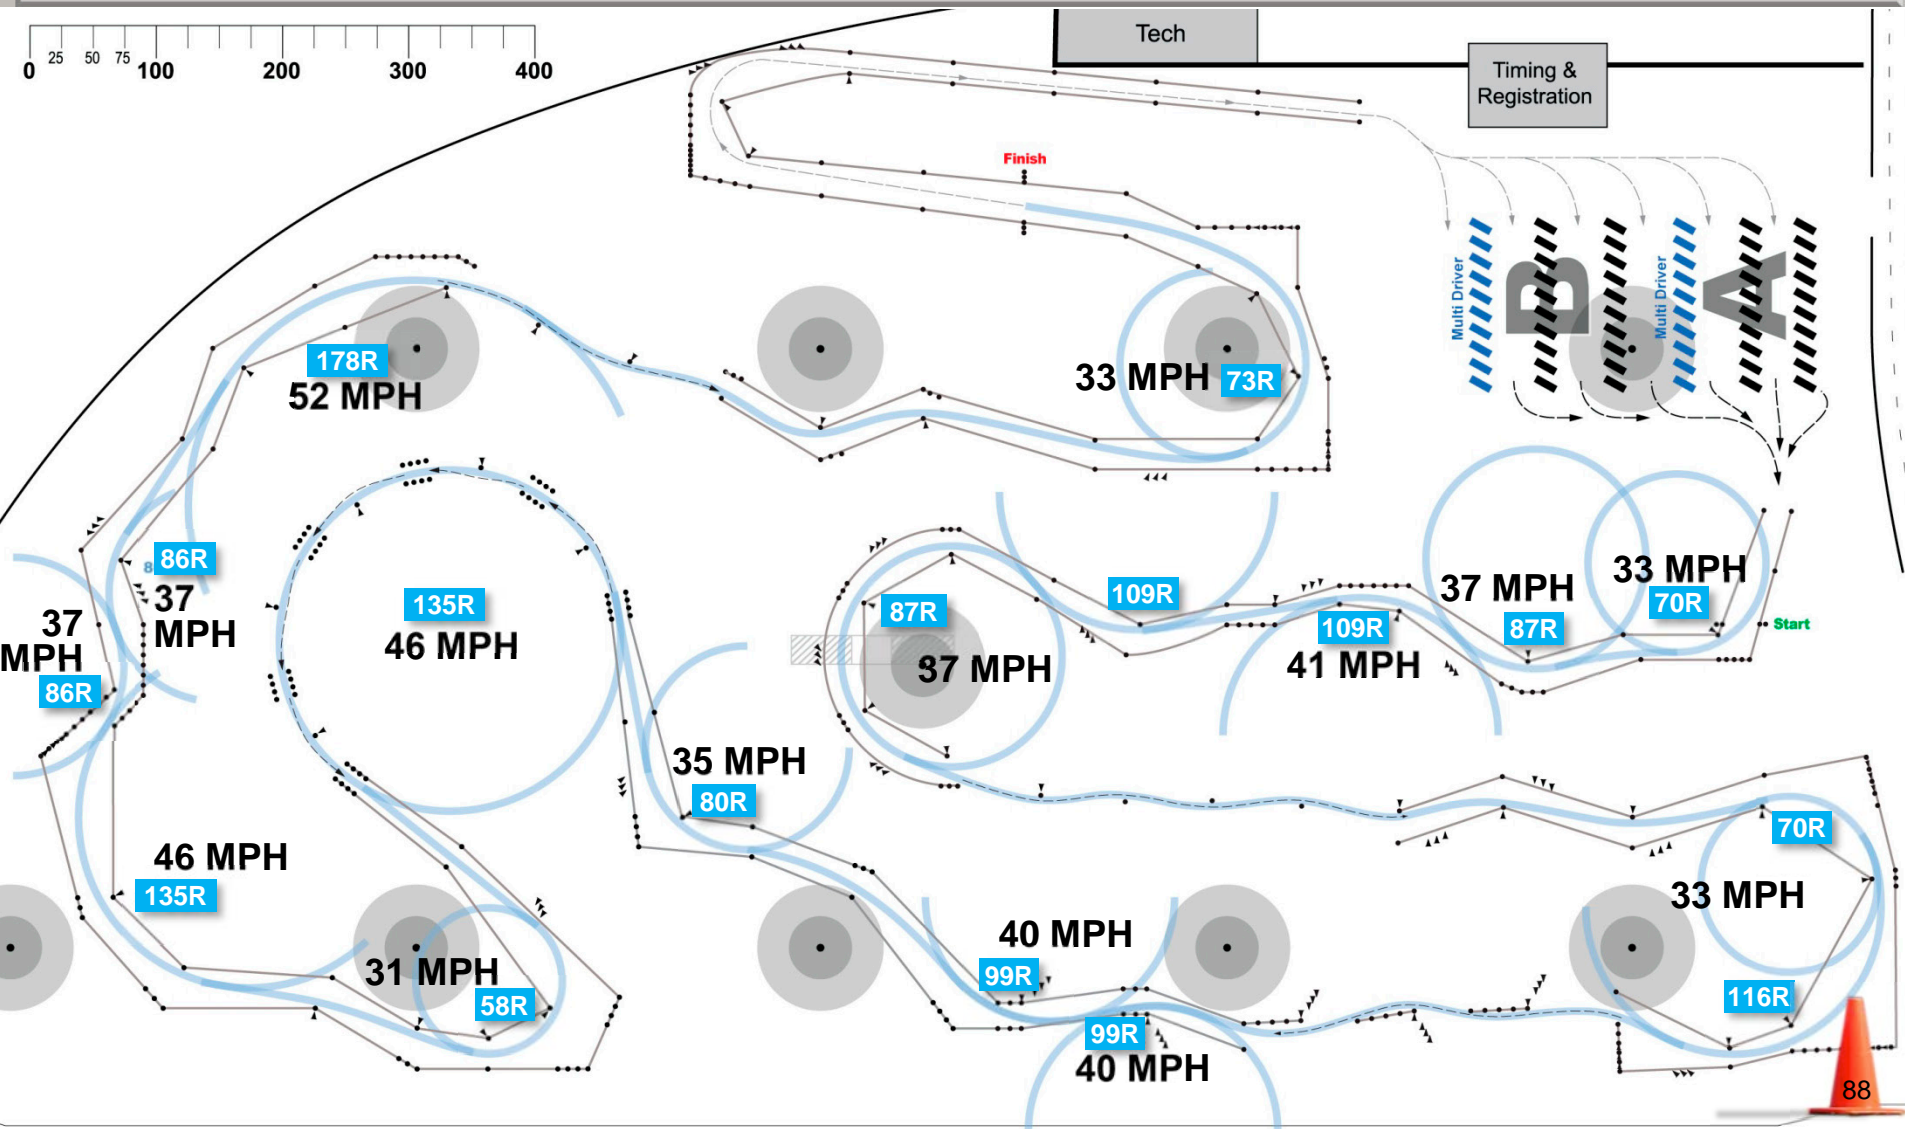 Tech
Timing &
Registration
0 25 50 75 100 200 300 400
Finish
Multi Driver
B
Multi Driver
A
178R
52 MPH
33 MPH
73R
86R
8
37
MPH
37
MPH
86R
135R
46 MPH
87R
37 MPH
109R
109R
41 MPH
37 MPH
87R
33 MPH
70R
Start
35 MPH
80R
46 MPH
135R
31 MPH
58R
40 MPH
99R
99R
40 MPH
70R
33 MPH
116R
88